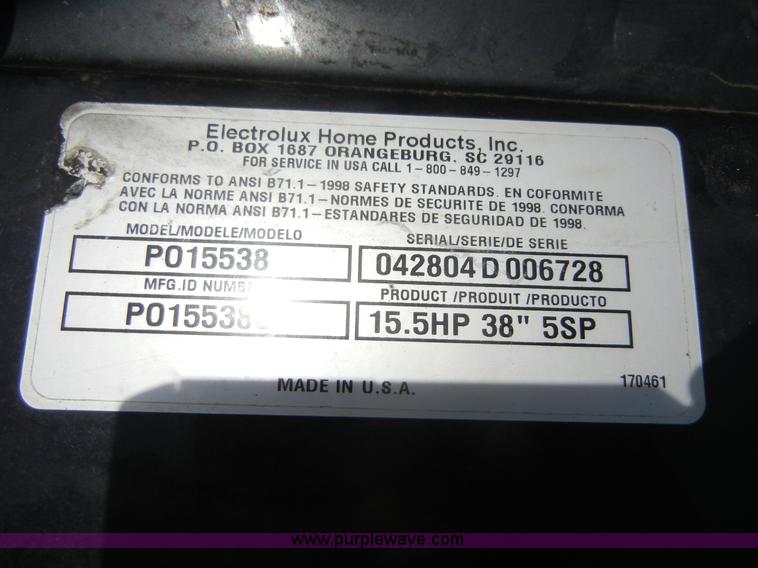 Electrolux Home Products, Inc.
P.O. BOX 1687 ORANGEBURG, SC 29116
FOR SERVICE IN USA CALL 1-800-849-1297
CONFORMS TO ANSI B71.1-1998 SAFETY STANDARDS. EN COFORMITE
AVEC LA NORME ANSI B71.1-NORMES DE SECURITE DE 1998. CONFORMA
CON LA NORMA ANSI B71.1-ESTANDARES DE SEGURIDAD DE 1998.
MODEL/MODELE/MODELO
PO15538
SERIAL/SERIE/DE SERIE
042804 D 006728
MFG.ID
PRODUCT /PRODUIT /PRODUCTO
15.5HP 38" 5SP
MADE IN U.S.A.
170461
www.purplewave.com